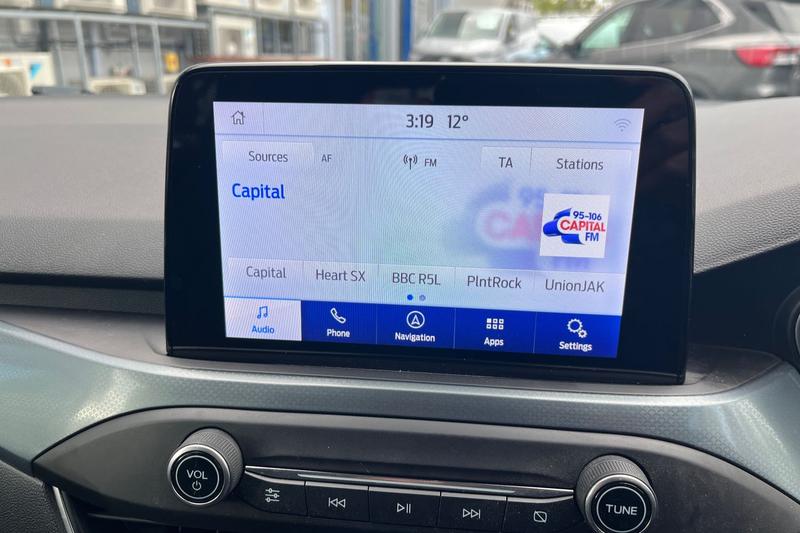 3:19 12°
Sources AF FM TA Stations
Capital
95-106
CAPITAL
FM
Capital Heart SX BBC R5L PlntRock UnionJAK
Audio Phone Navigation Apps Settings
VOL
TUNE